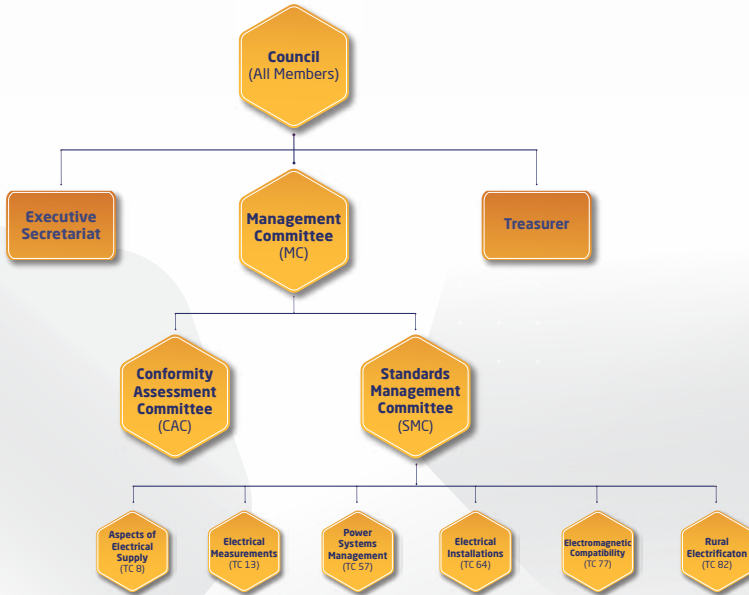 Council
(All Members)
Executive
Secretariat
Management
Committee
(MC)
Treasurer
Conformity
Assessment
Committee
(CAC)
Standards
Management
Committee
(SMC)
Aspects of
Electrical
Supply
(TC 8)
Electrical
Measurements
(TC 13)
Power
Systems
Management
(TC 57)
Electrical
Installations
(TC 64)
Electromagnetic
Compatibility
(TC 77)
Rural
Electrificaton
(TC 82)